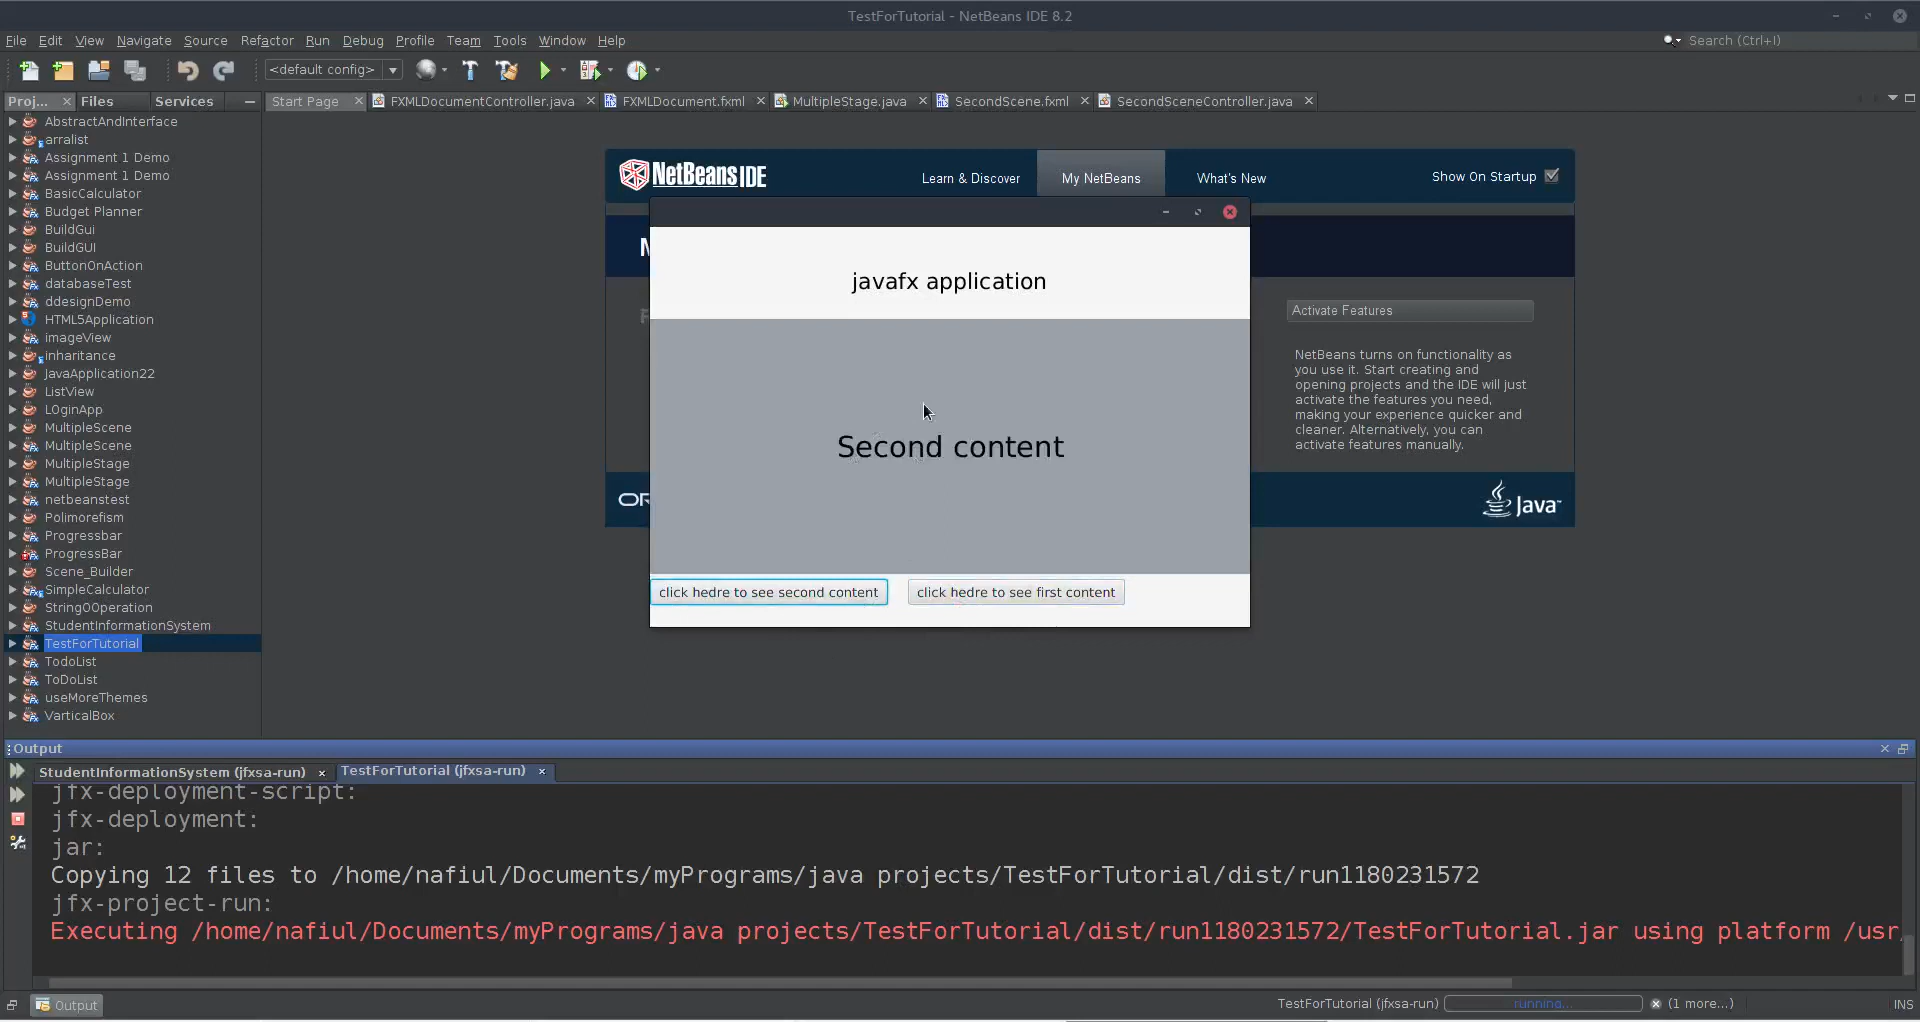 TestForTutorial - NetBeans IDE 8.2
File Edit View Navigate Source Refactor Run Debug Profile Team Tools Window Help
Search (Ctrl+I)
<default config>
Proj... Files Services
Start Page FXMLDocumentController.java FXMLDocument.fxml MultipleStage.java SecondScene.fxml SecondSceneController.java
AbstractAndInterface
arralist
Assignment 1 Demo
Assignment 1 Demo
BasicCalculator
Budget Planner
BuildGui
BuildGUI
ButtonOnAction
databaseTest
ddesignDemo
HTML5Application
imageView
inharitance
JavaApplication22
ListView
LOginApp
MultipleScene
MultipleScene
MultipleStage
MultipleStage
netbeanstest
Polimorefism
Progressbar
ProgressBar
Scene_Builder
SimpleCalculator
StringOOperation
StudentInformationSystem
TestForTutorial
TodoList
ToDoList
useMoreThemes
VarticalBox
NetBeans IDE
Learn & Discover
My NetBeans
What's New
Show On Startup
M
javafx application
Second content
click hedre to see second content
click hedre to see first content
Activate Features
NetBeans turns on functionality as
you use it. Start creating and
opening projects and the IDE will just
activate the features you need,
making your experience quicker and
cleaner. Alternatively, you can
activate features manually.
OR
Java
Output
StudentInformationSystem (jfxsa-run)
TestForTutorial (jfxsa-run)
jfx-deployment-script:
jfx-deployment:
jar:
Copying 12 files to /home/nafiul/Documents/myPrograms/java projects/TestForTutorial/dist/run1180231572
jfx-project-run:
Executing /home/nafiul/Documents/myPrograms/java projects/TestForTutorial/dist/run1180231572/TestForTutorial.jar using platform /usr/
Output
TestForTutorial (jfxsa-run)
running...
(1 more...)
INS